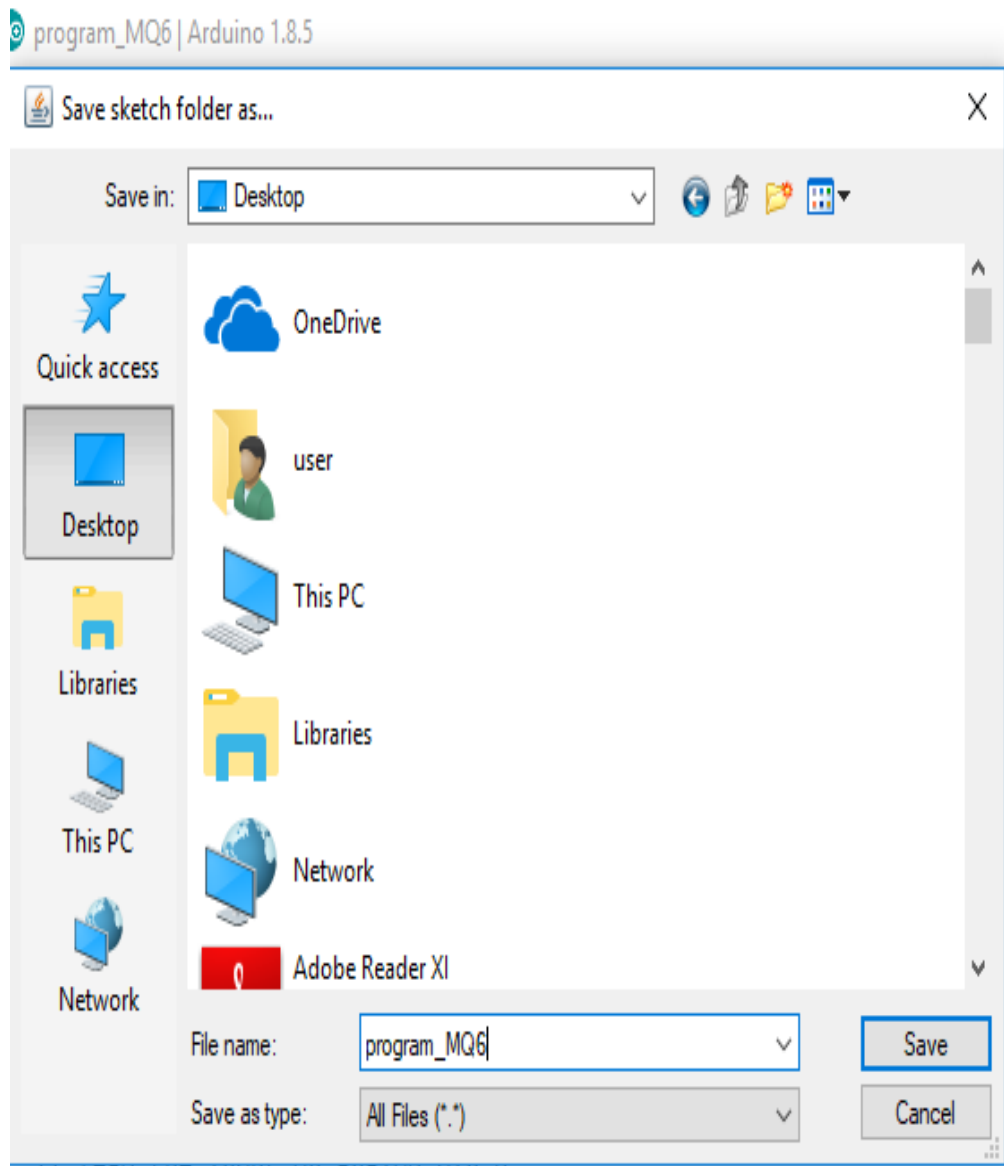 program_MQ6 | Arduino 1.8.5
Save sketch folder as...
Save in:
Desktop
Quick access
Desktop
Libraries
This PC
Network
OneDrive
user
This PC
Libraries
Network
Adobe Reader XI
File name:
program_MQ6
Save
Save as type:
All Files (*.*)
Cancel